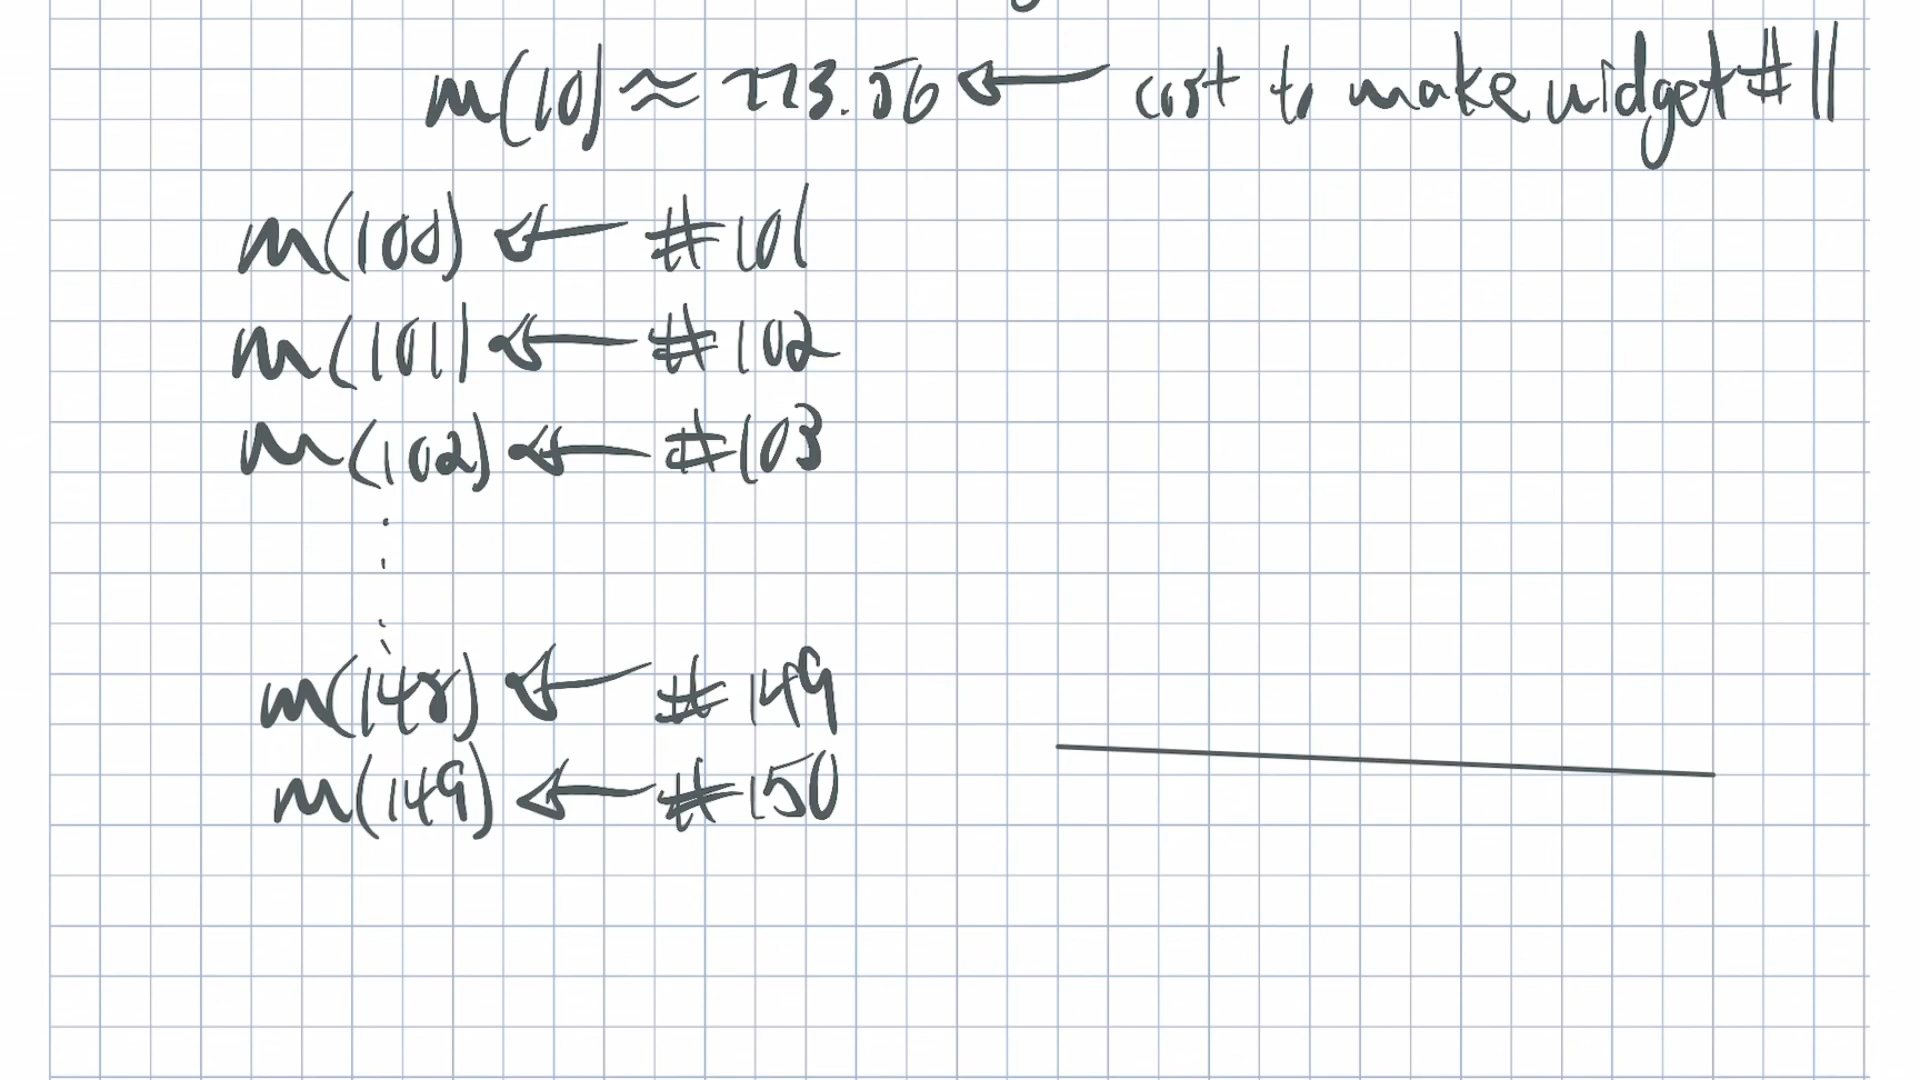 m(10) ≈ 223.56 ← cost to make widget #11
m(100) ← #101
m(101) ← #102
m(102) ← #103
m(148) ← #149
m(149) ← #150